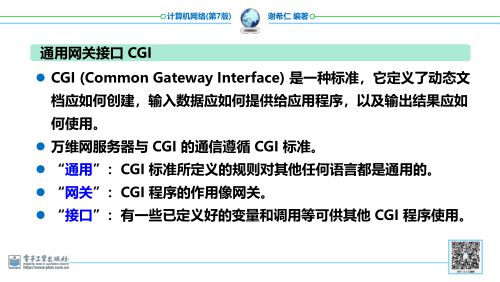 计算机网络(第7版)
谢希仁 编著
通用网关接口 CGI
CGI (Common Gateway Interface) 是一种标准，它定义了动态文
档应如何创建，输入数据应如何提供给应用程序，以及输出结果应如
何使用。
万维网服务器与 CGI 的通信遵循 CGI 标准。
“通用”：CGI 标准所定义的规则对其他任何语言都是通用的。
“网关”：CGI 程序的作用像网关。
“接口”：有一些已定义好的变量和调用等可供其他 CGI 程序使用。
电子工业出版社
http://www.phei.com.cn